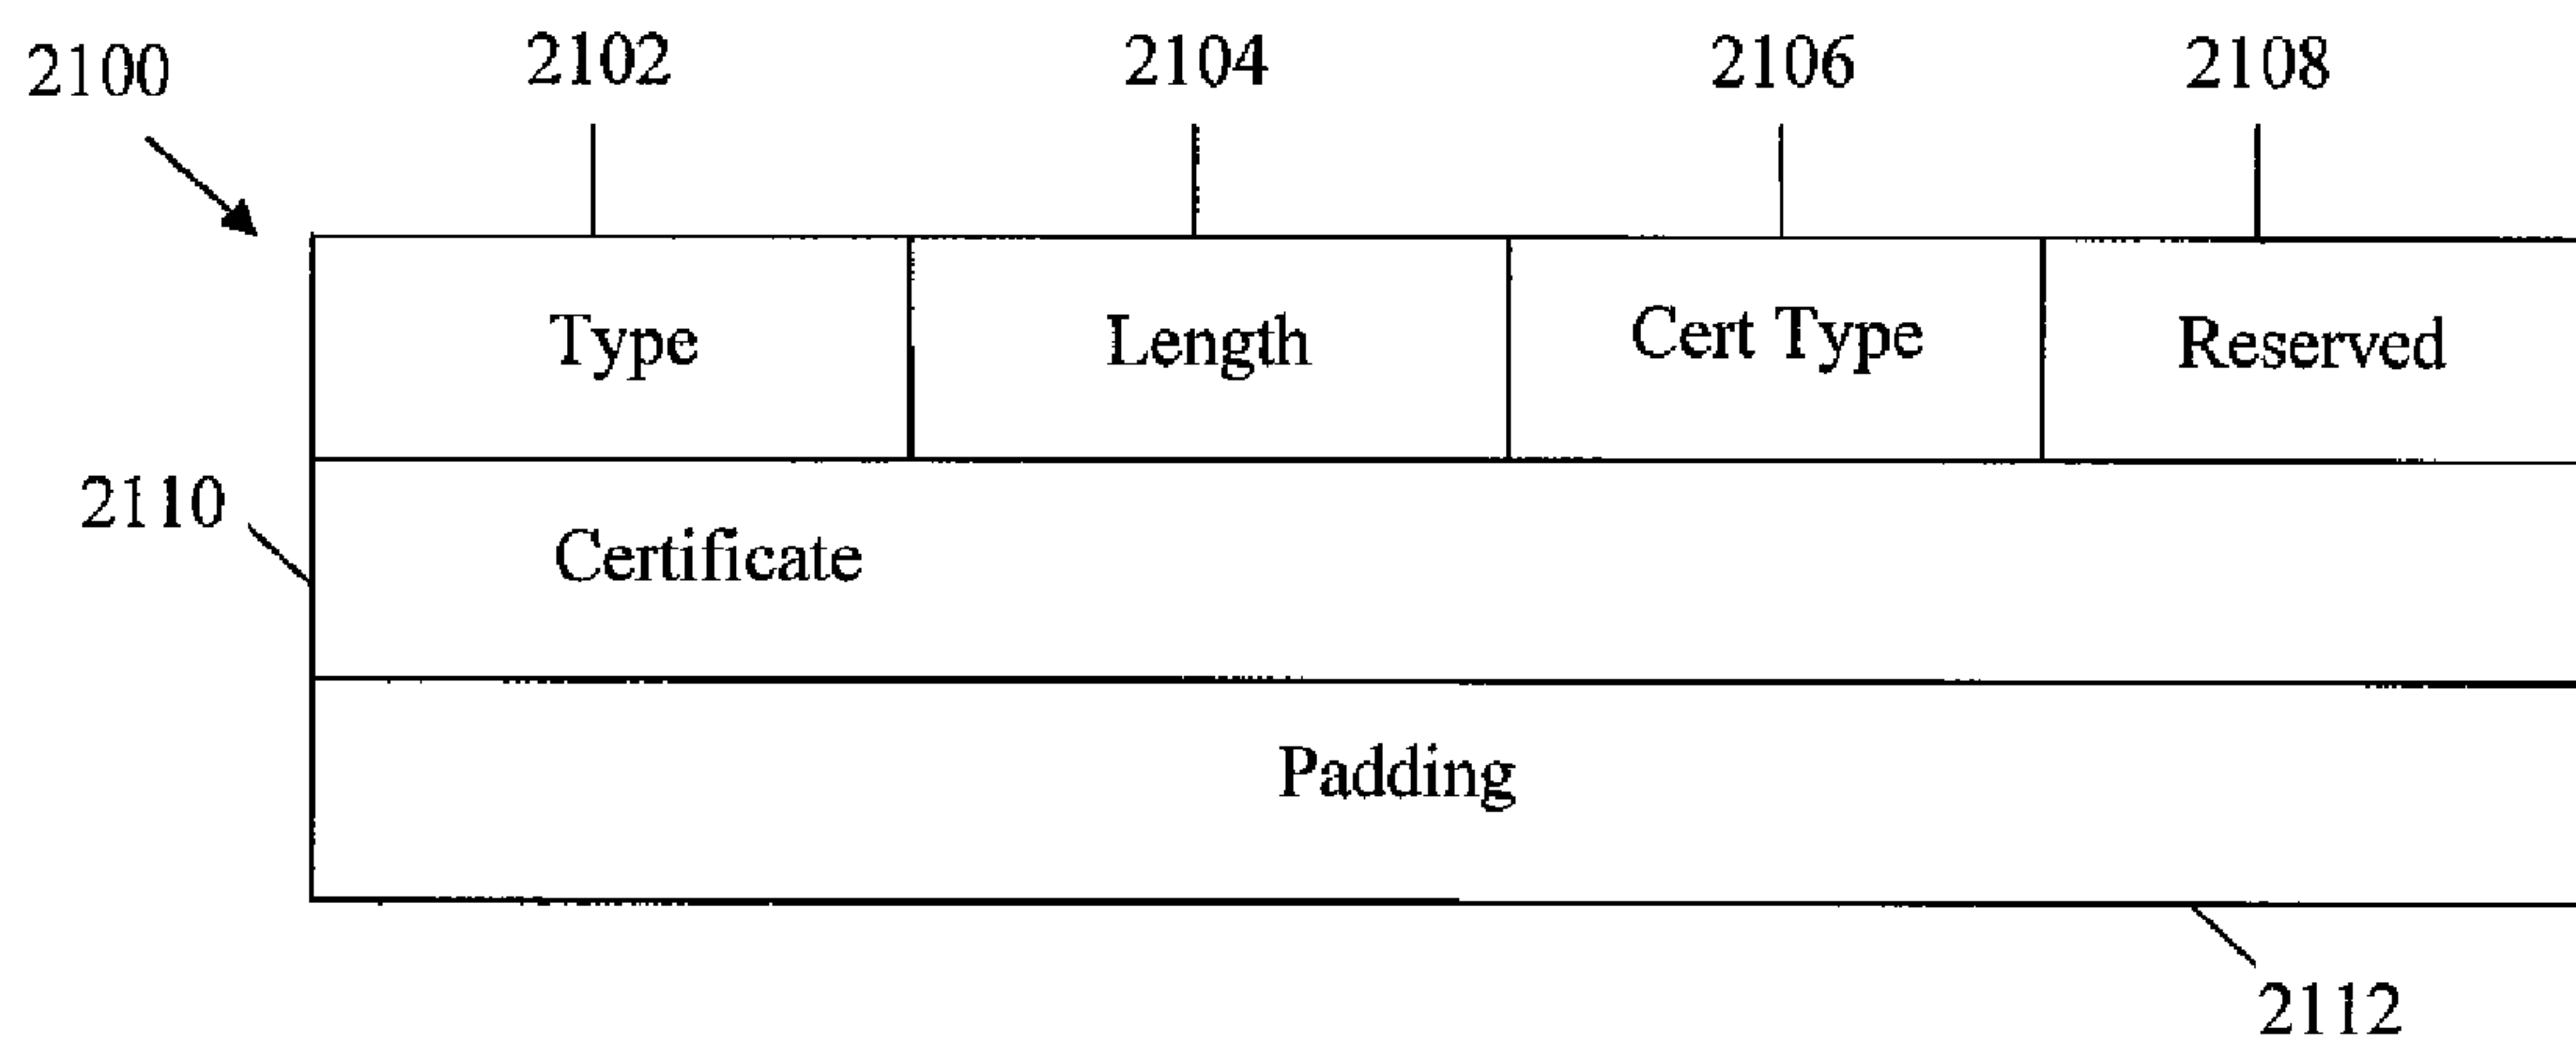 2100 2102 2104 2106 2108
Type Length Cert Type Reserved
2110 Certificate
Padding
2112